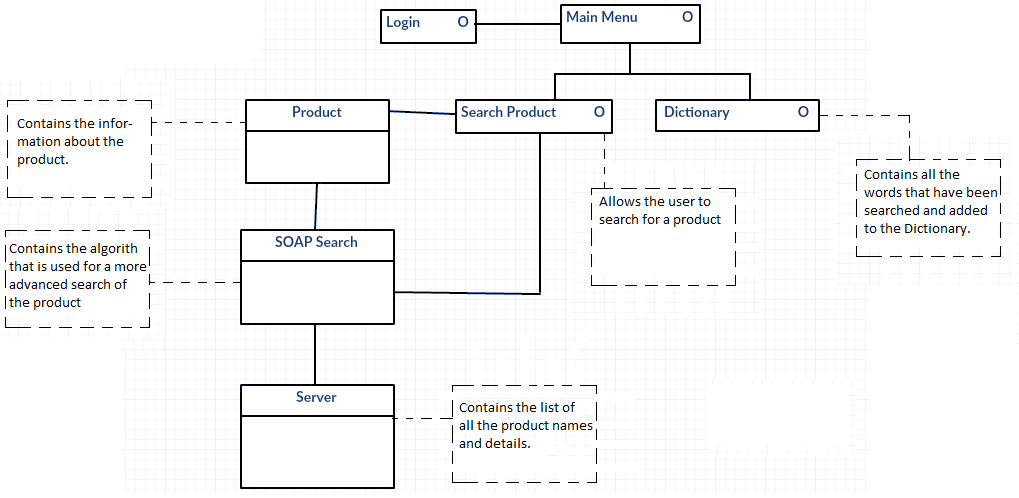 Login O
Main Menu O
Product
Search Product O
Dictionary O
Contains the infor-
mation about the
product.
Allows the user to
search for a product
Contains all the
words that have been
searched and added
to the Dictionary.
SOAP Search
Contains the algorith
that is used for a more
advanced search of
the product
Server
Contains the list of
all the product names
and details.